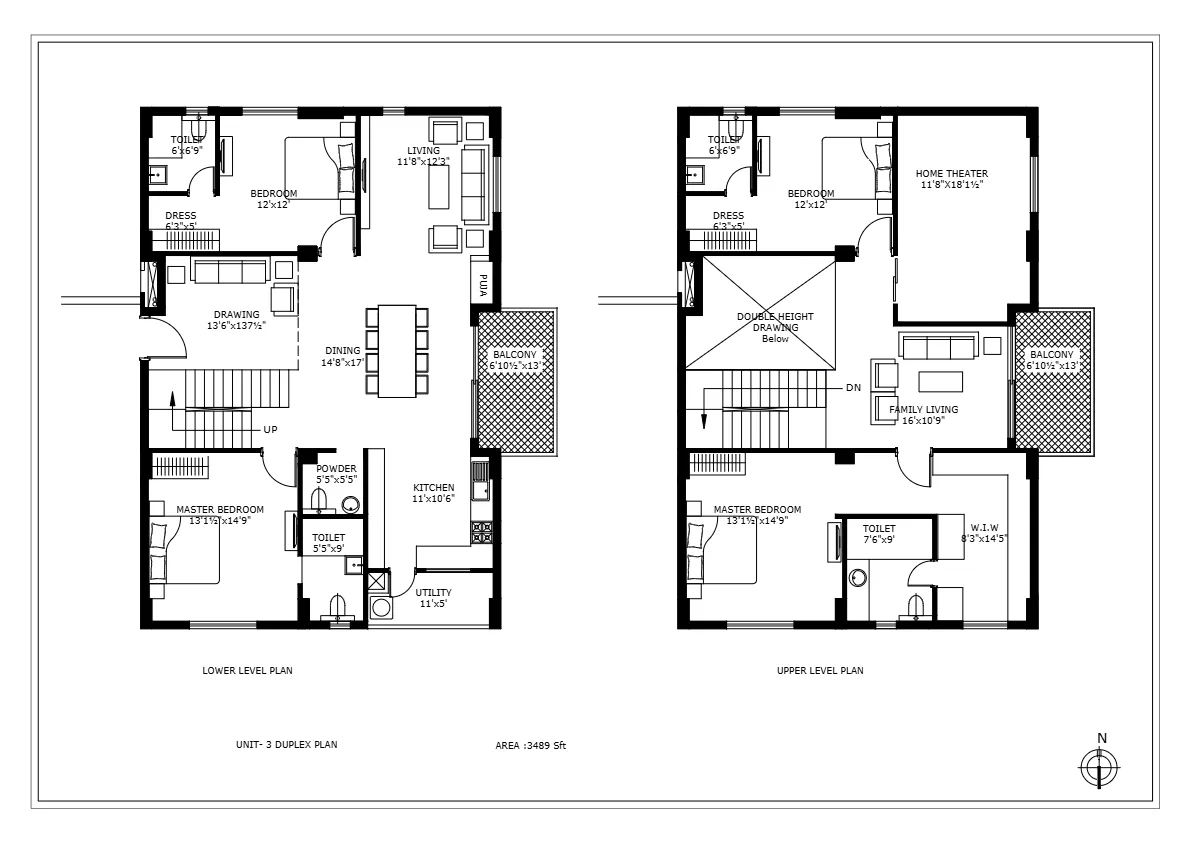 TOILET
6'x6'9"
BEDROOM
12'x12'
DRESS
6'3"x5'
LIVING
11'8"x12'3"
PUJA
DRAWING
13'6"x137½"
DINING
14'8"x17'
BALCONY
6'10½"x13'
UP
POWDER
5'5"x5'5"
KITCHEN
11'x10'6"
MASTER BEDROOM
13'1½"x14'9"
TOILET
5'5"x9'
UTILITY
11'x5'
LOWER LEVEL PLAN
TOILET
6'x6'9"
BEDROOM
12'x12'
DRESS
6'3"x5'
HOME THEATER
11'8"X18'1½"
DOUBLE HEIGHT
DRAWING
Below
BALCONY
6'10½"x13'
DN
FAMILY LIVING
16'x10'9"
MASTER BEDROOM
13'1½"x14'9"
TOILET
7'6"x9'
W.I.W
8'3"x14'5"
UPPER LEVEL PLAN
UNIT- 3 DUPLEX PLAN
AREA :3489 Sft
N